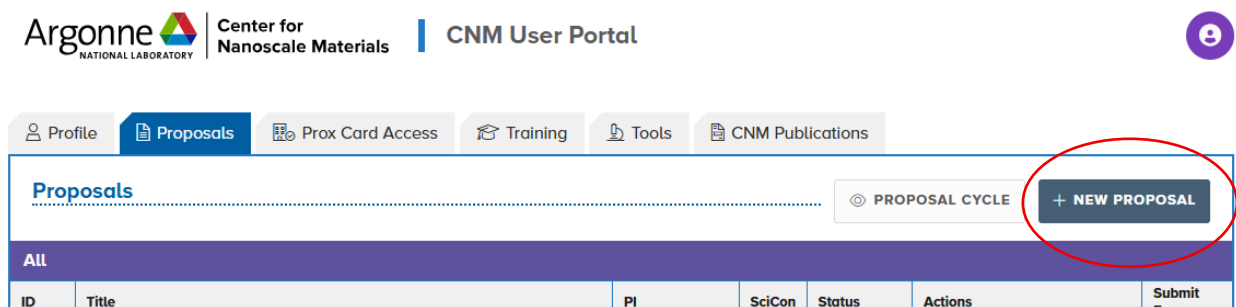 Argonne
NATIONAL LABORATORY
Center for
Nanoscale Materials
CNM User Portal
Profile
Proposals
Prox Card Access
Training
Tools
CNM Publications
Proposals
PROPOSAL CYCLE
+ NEW PROPOSAL
All
ID
Title
PI
SciCon
Status
Actions
Submit